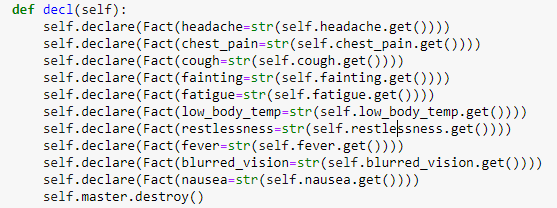 def decl(self):
    self.declare(Fact(headache=str(self.headache.get())))
    self.declare(Fact(chest_pain=str(self.chest_pain.get())))
    self.declare(Fact(cough=str(self.cough.get())))
    self.declare(Fact(fainting=str(self.fainting.get())))
    self.declare(Fact(fatigue=str(self.fatigue.get())))
    self.declare(Fact(low_body_temp=str(self.low_body_temp.get())))
    self.declare(Fact(restlessness=str(self.restlessness.get())))
    self.declare(Fact(fever=str(self.fever.get())))
    self.declare(Fact(blurred_vision=str(self.blurred_vision.get())))
    self.declare(Fact(nausea=str(self.nausea.get())))
    self.master.destroy()